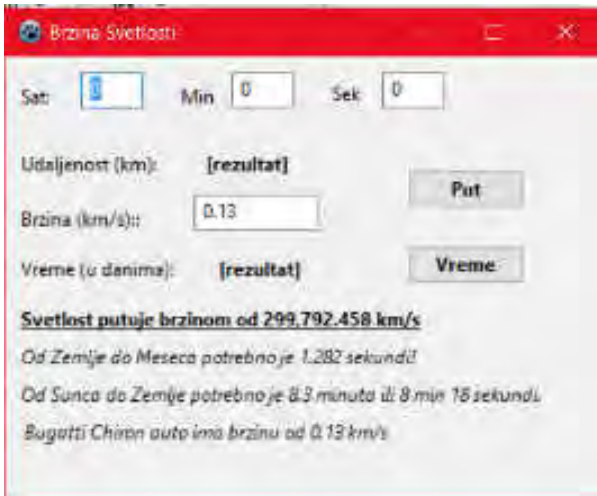 Brzina Svetlosti
Sat: 0 Min 0 Sek 0
Udaljenost (km): [rezultat]
Put
Brzina (km/s):: 0.13
Vreme (u danima): [rezultat] Vreme
Svetlost putuje brzinom od 299,792.458 km/s
Od Zemlje do Meseca potrebno je 1.282 sekundi!
Od Sunca do Zemlje potrebno je 8.3 minuta ili 8 min 18 sekundi.
Bugatti Chiron auto ima brzinu od 0.13 km/s